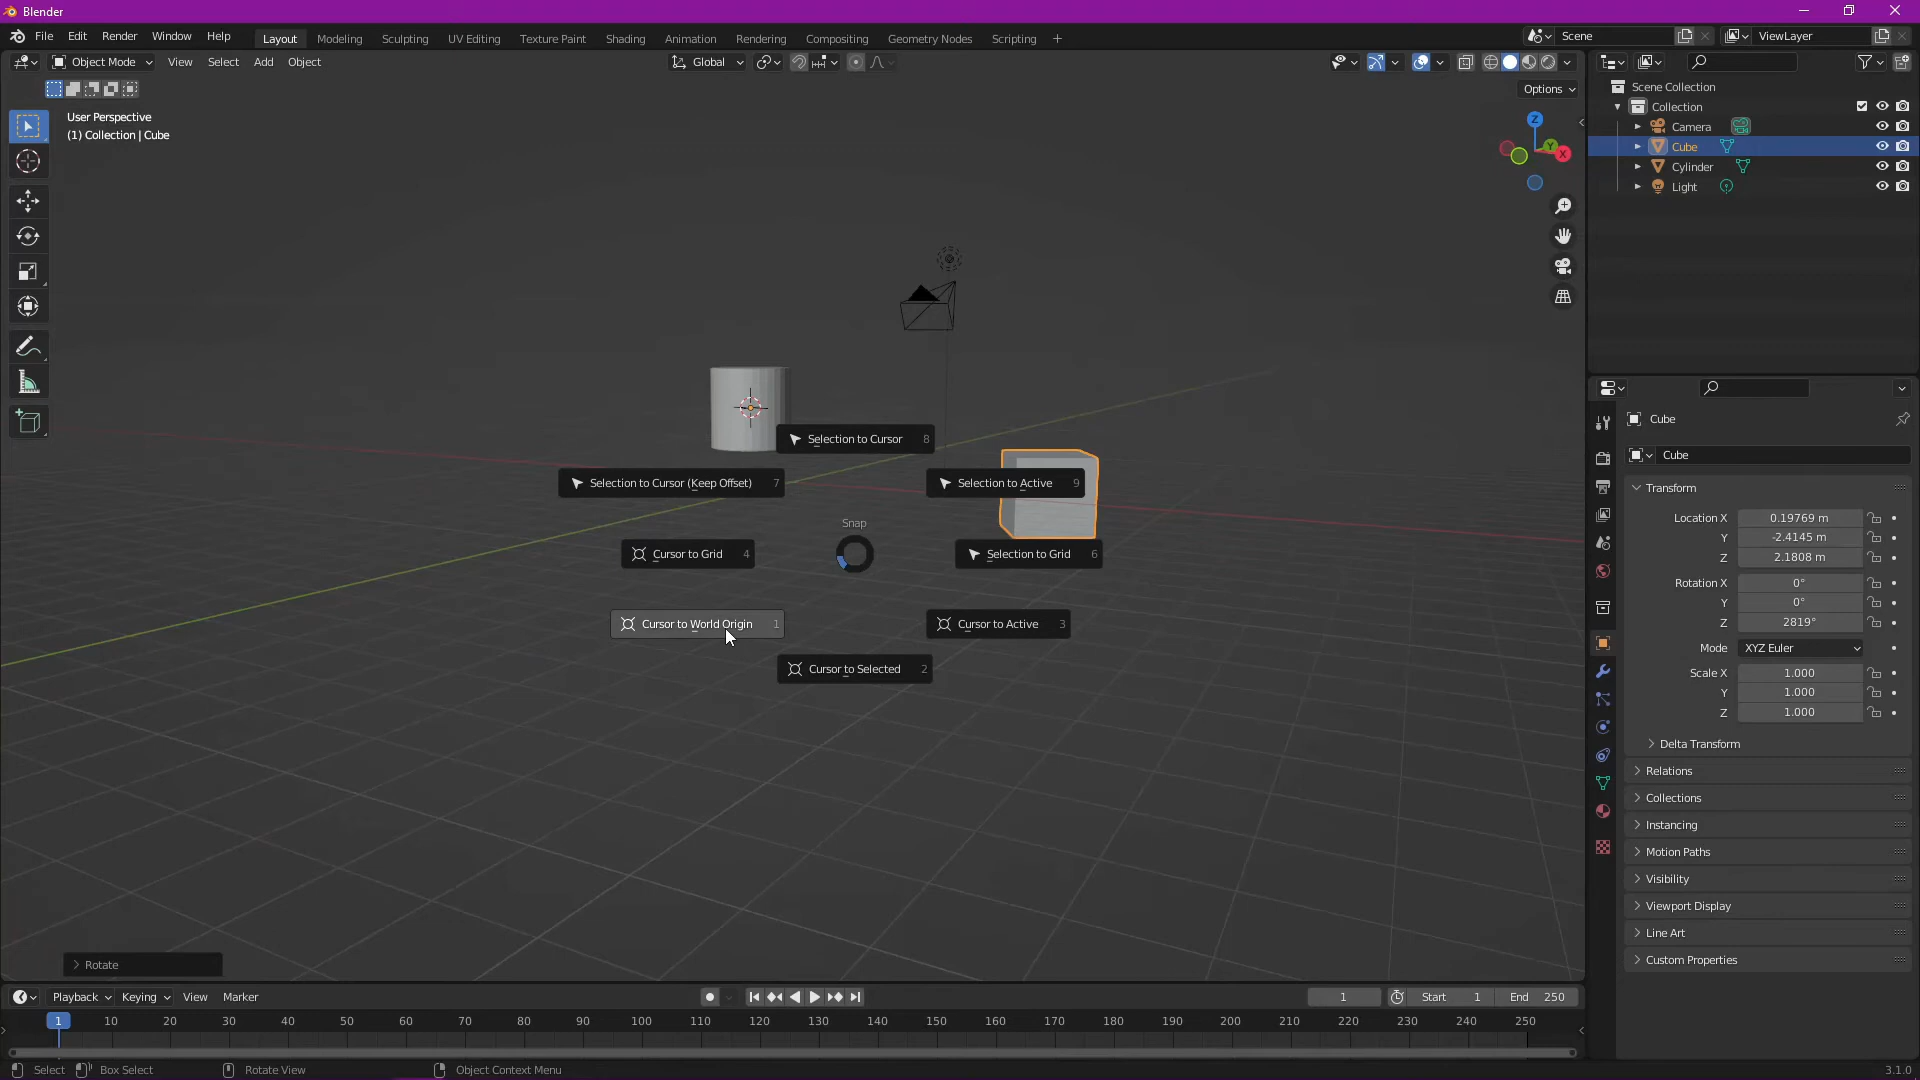 Blender
File Edit Render Window Help Layout Modeling Sculpting UV Editing Texture Paint Shading Animation Rendering Compositing Geometry Nodes Scripting + Scene ViewLayer
Object Mode View Select Add Object Global
Options
User Perspective
(1) Collection | Cube
Z
Y
X
Scene Collection
Collection
Camera
Cube
Cylinder
Light
Selection to Cursor 8
Selection to Cursor (Keep Offset) 7
Selection to Active 9
Snap
Cursor to Grid 4
Selection to Grid 6
Cursor to World Origin 1
Cursor to Active 3
Cursor to Selected 2
Rotate
Cube
Cube
Transform
Location X 0.19769 m
Y -2.4145 m
Z 2.1808 m
Rotation X 0°
Y 0°
Z 2819°
Mode XYZ Euler
Scale X 1.000
Y 1.000
Z 1.000
Delta Transform
Relations
Collections
Instancing
Motion Paths
Visibility
Viewport Display
Line Art
Custom Properties
Playback Keying View Marker 1 Start 1 End 250
1 10 20 30 40 50 60 70 80 90 100 110 120 130 140 150 160 170 180 190 200 210 220 230 240 250
Select Box Select Rotate View Object Context Menu 3.1.0